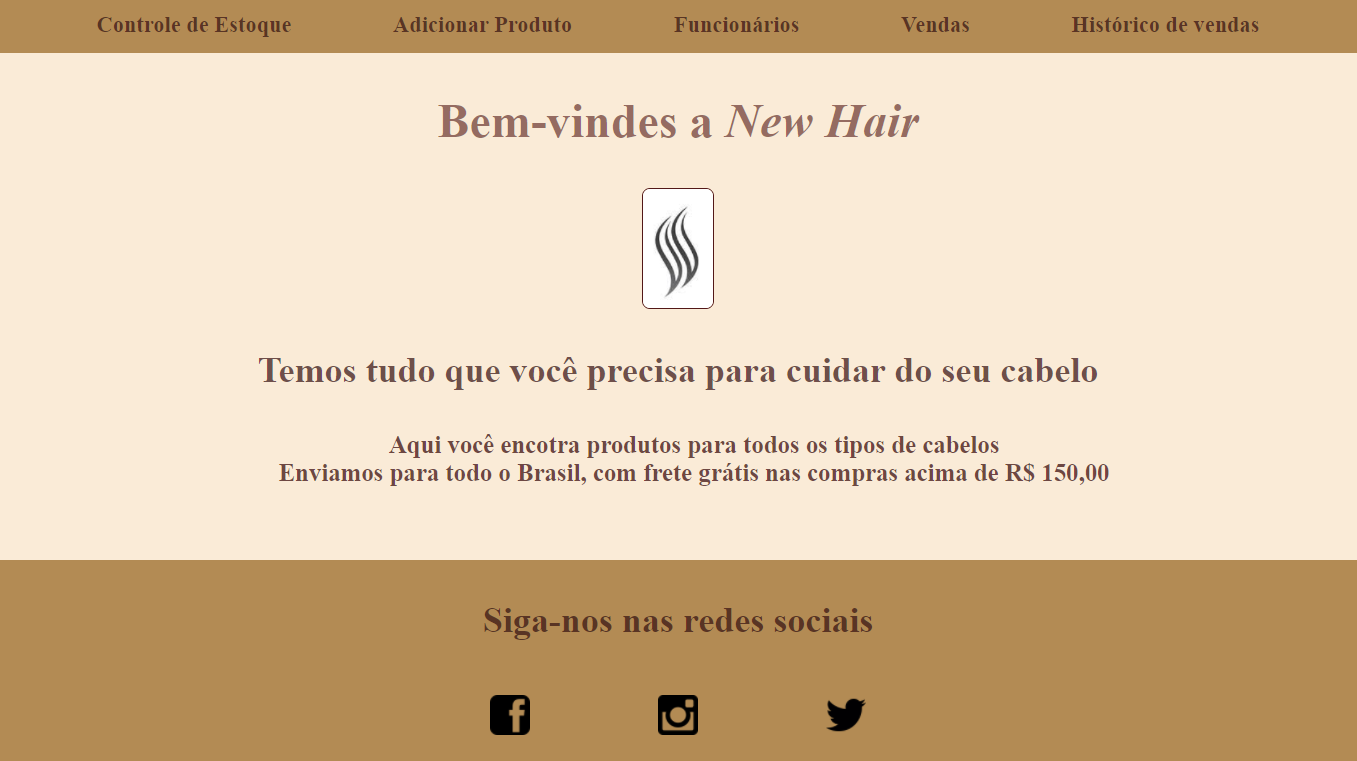 Controle de Estoque Adicionar Produto Funcionários Vendas Histórico de vendas
Bem-vindes a New Hair
Temos tudo que você precisa para cuidar do seu cabelo
Aqui você encotra produtos para todos os tipos de cabelos
Enviamos para todo o Brasil, com frete grátis nas compras acima de R$ 150,00
Siga-nos nas redes sociais